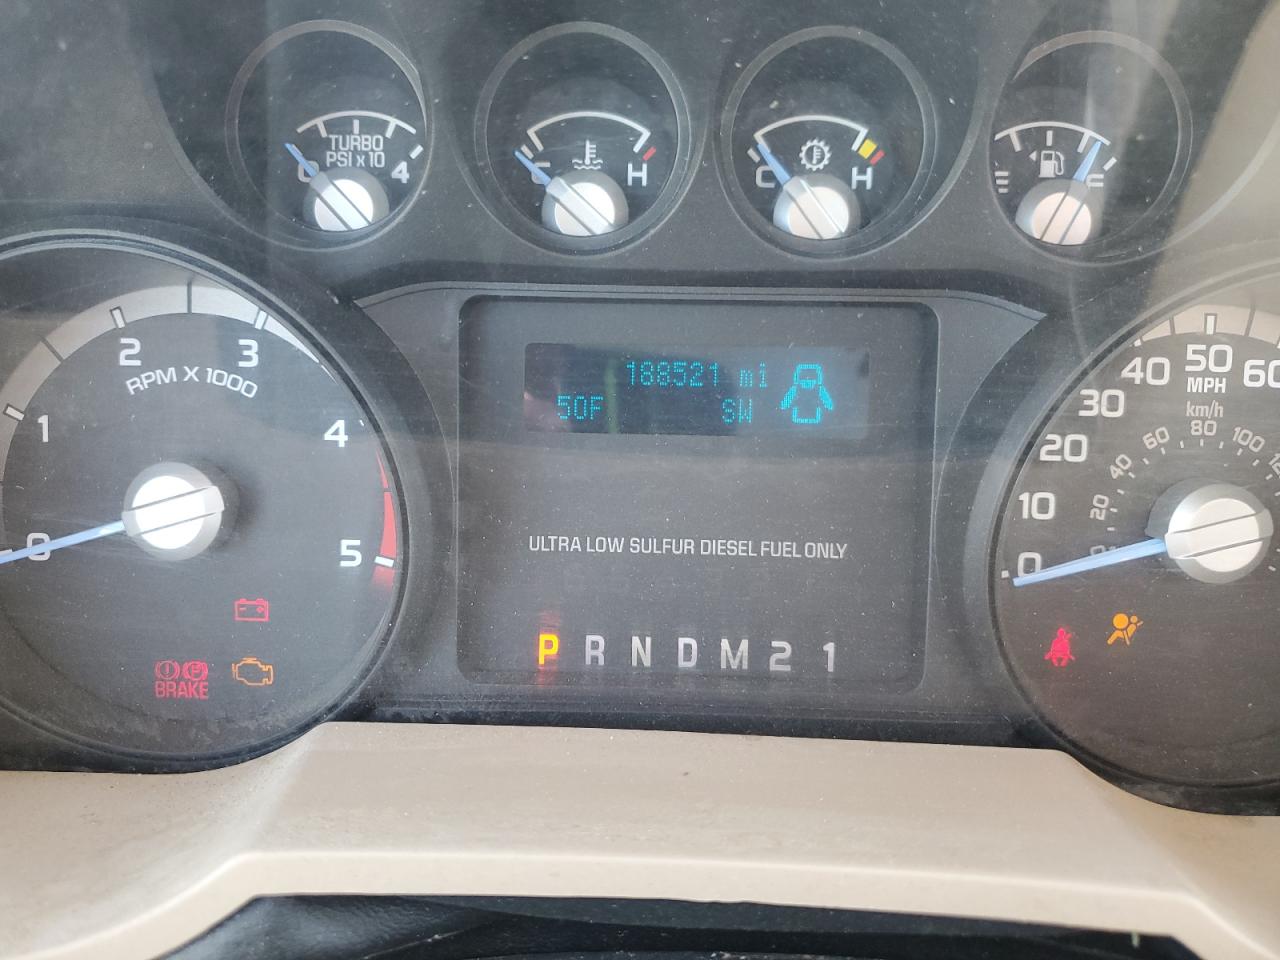 TURBO
PSI x 10
0 4
C H
C H
E F
1 2 3 4 5
RPM X 1000
0
188521 mi
50F SW
ULTRA LOW SULFUR DIESEL FUEL ONLY
P R N D M 2 1
BRAKE
0 10 20 30 40 50 60
MPH
km/h
0 20 40 60 80 100